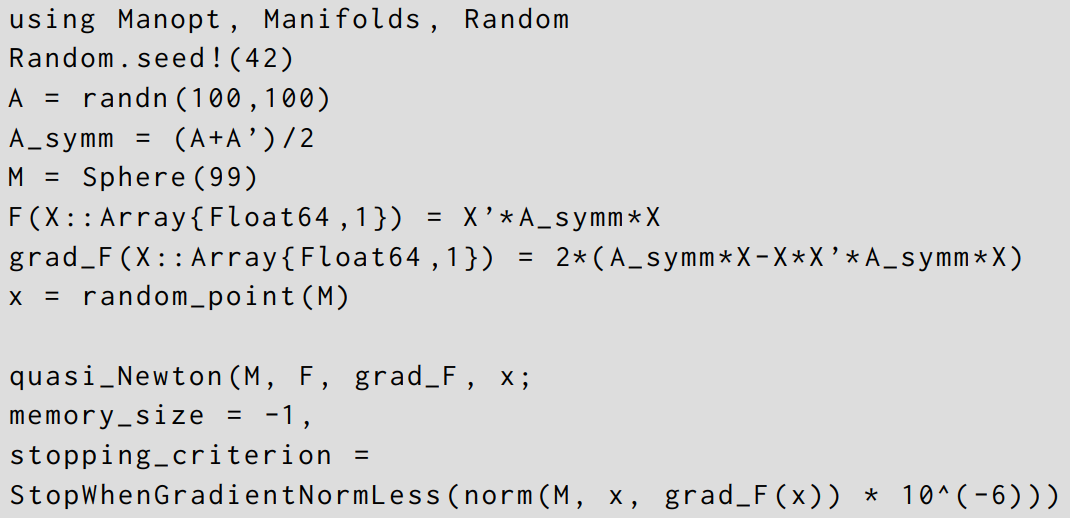 using Manopt, Manifolds, Random
Random.seed!(42)
A = randn(100,100)
A_symm = (A+A’)/2
M = Sphere(99)
F(X::Array{Float64,1}) = X’*A_symm*X
grad_F(X::Array{Float64,1}) = 2*(A_symm*X-X*X’*A_symm*X)
x = random_point(M)
quasi_Newton(M, F, grad_F, x;
memory_size = -1,
stopping_criterion =
StopWhenGradientNormLess(norm(M, x, grad_F(x)) * 10^(-6)))